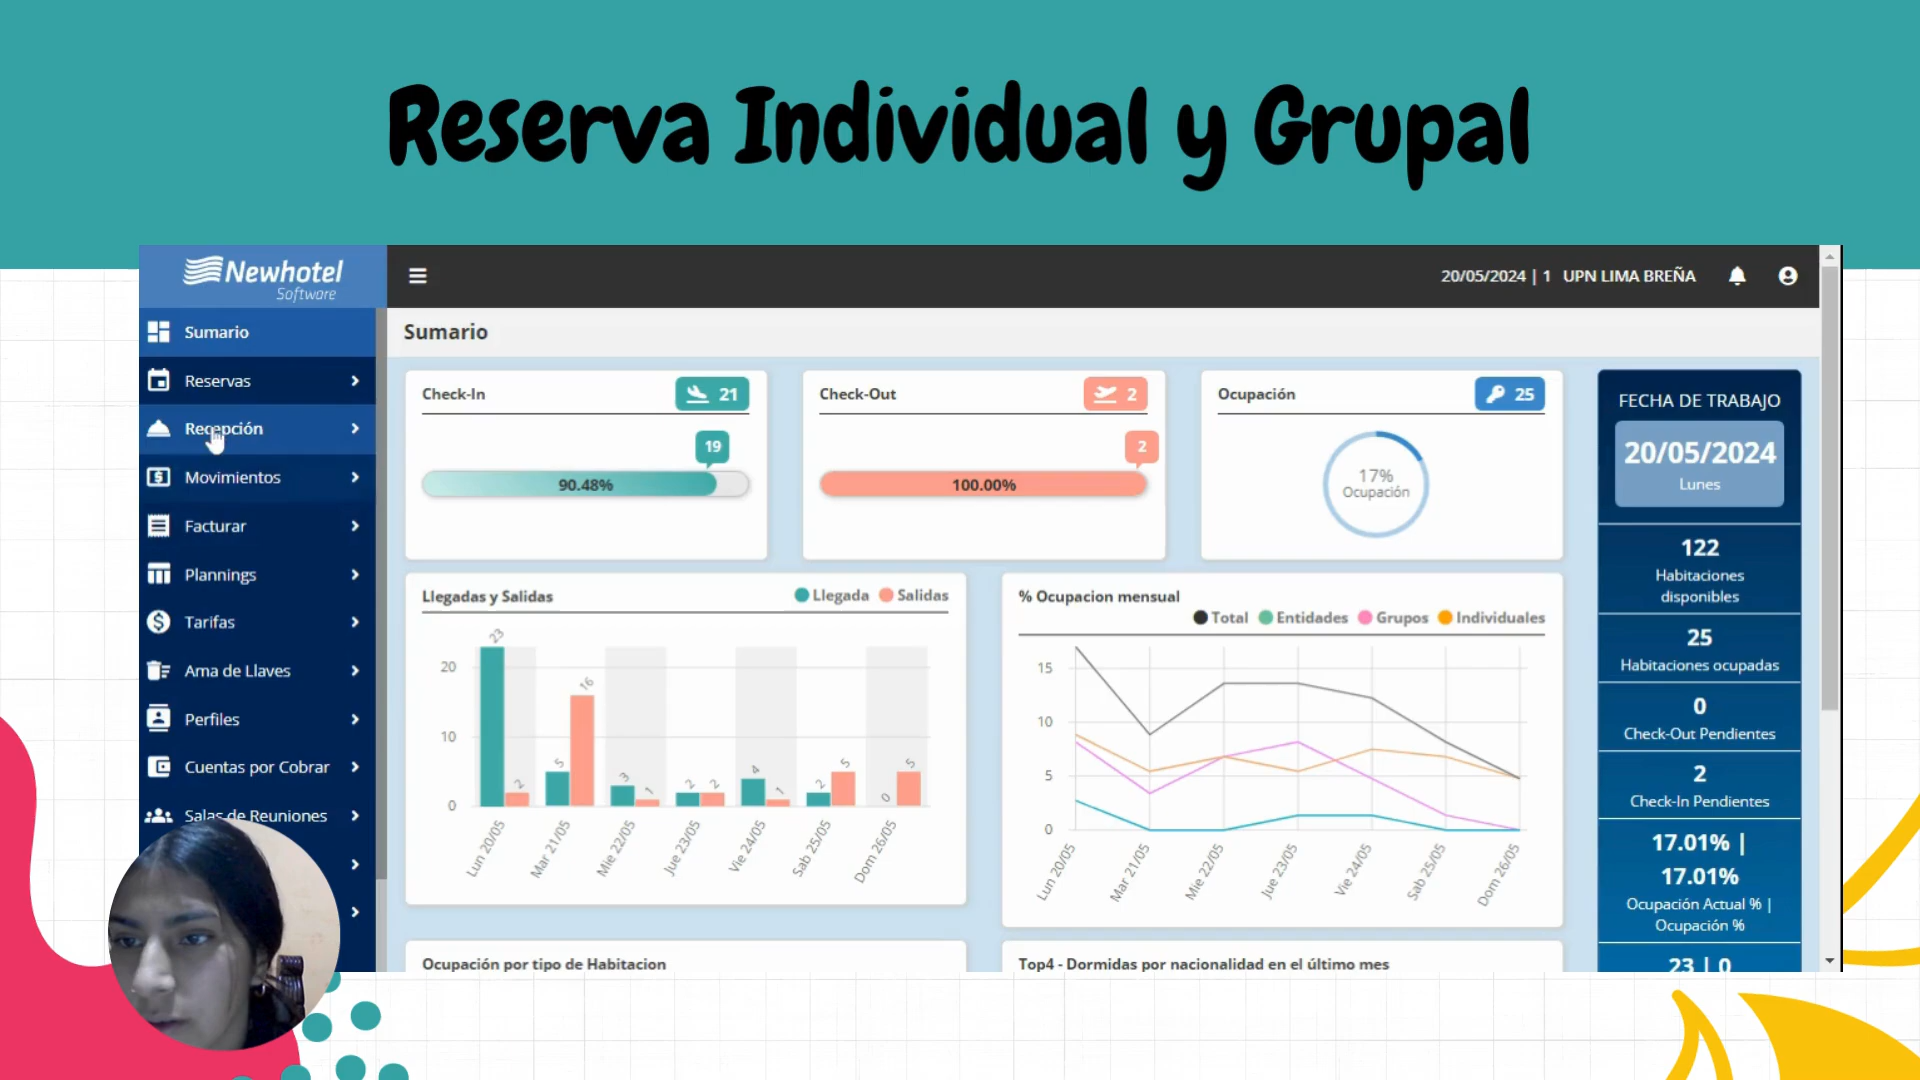 Reserva Individual y Grupal
Newhotel
Software
20/05/2024 | 1 UPN LIMA BREÑA
Sumario
Reservas
Recepción
Movimientos
Facturar
Plannings
Tarifas
Ama de Llaves
Perfiles
Cuentas por Cobrar
Salas de Reuniones
Sumario
Check-In
21
19
90.48%
Check-Out
2
2
100.00%
Ocupación
25
17%
Ocupación
FECHA DE TRABAJO
20/05/2024
Lunes
122
Habitaciones
disponibles
25
Habitaciones ocupadas
0
Check-Out Pendientes
2
Check-In Pendientes
17.01% |
17.01%
Ocupación Actual % |
Ocupación %
23 | 0
Llegadas y Salidas
Llegada Salidas
20
10
0
23 2 5 16 3 1 2 2 4 1 2 5 0 5
Lun 20/05 Mar 21/05 Mie 22/05 Jue 23/05 Vie 24/05 Sab 25/05 Dom 26/05
% Ocupacion mensual
Total Entidades Grupos Individuales
15
10
5
0
Lun 20/05 Mar 21/05 Mie 22/05 Jue 23/05 Vie 24/05 Sab 25/05 Dom 26/05
Ocupación por tipo de Habitacion
Top4 - Dormidas por nacionalidad en el último mes